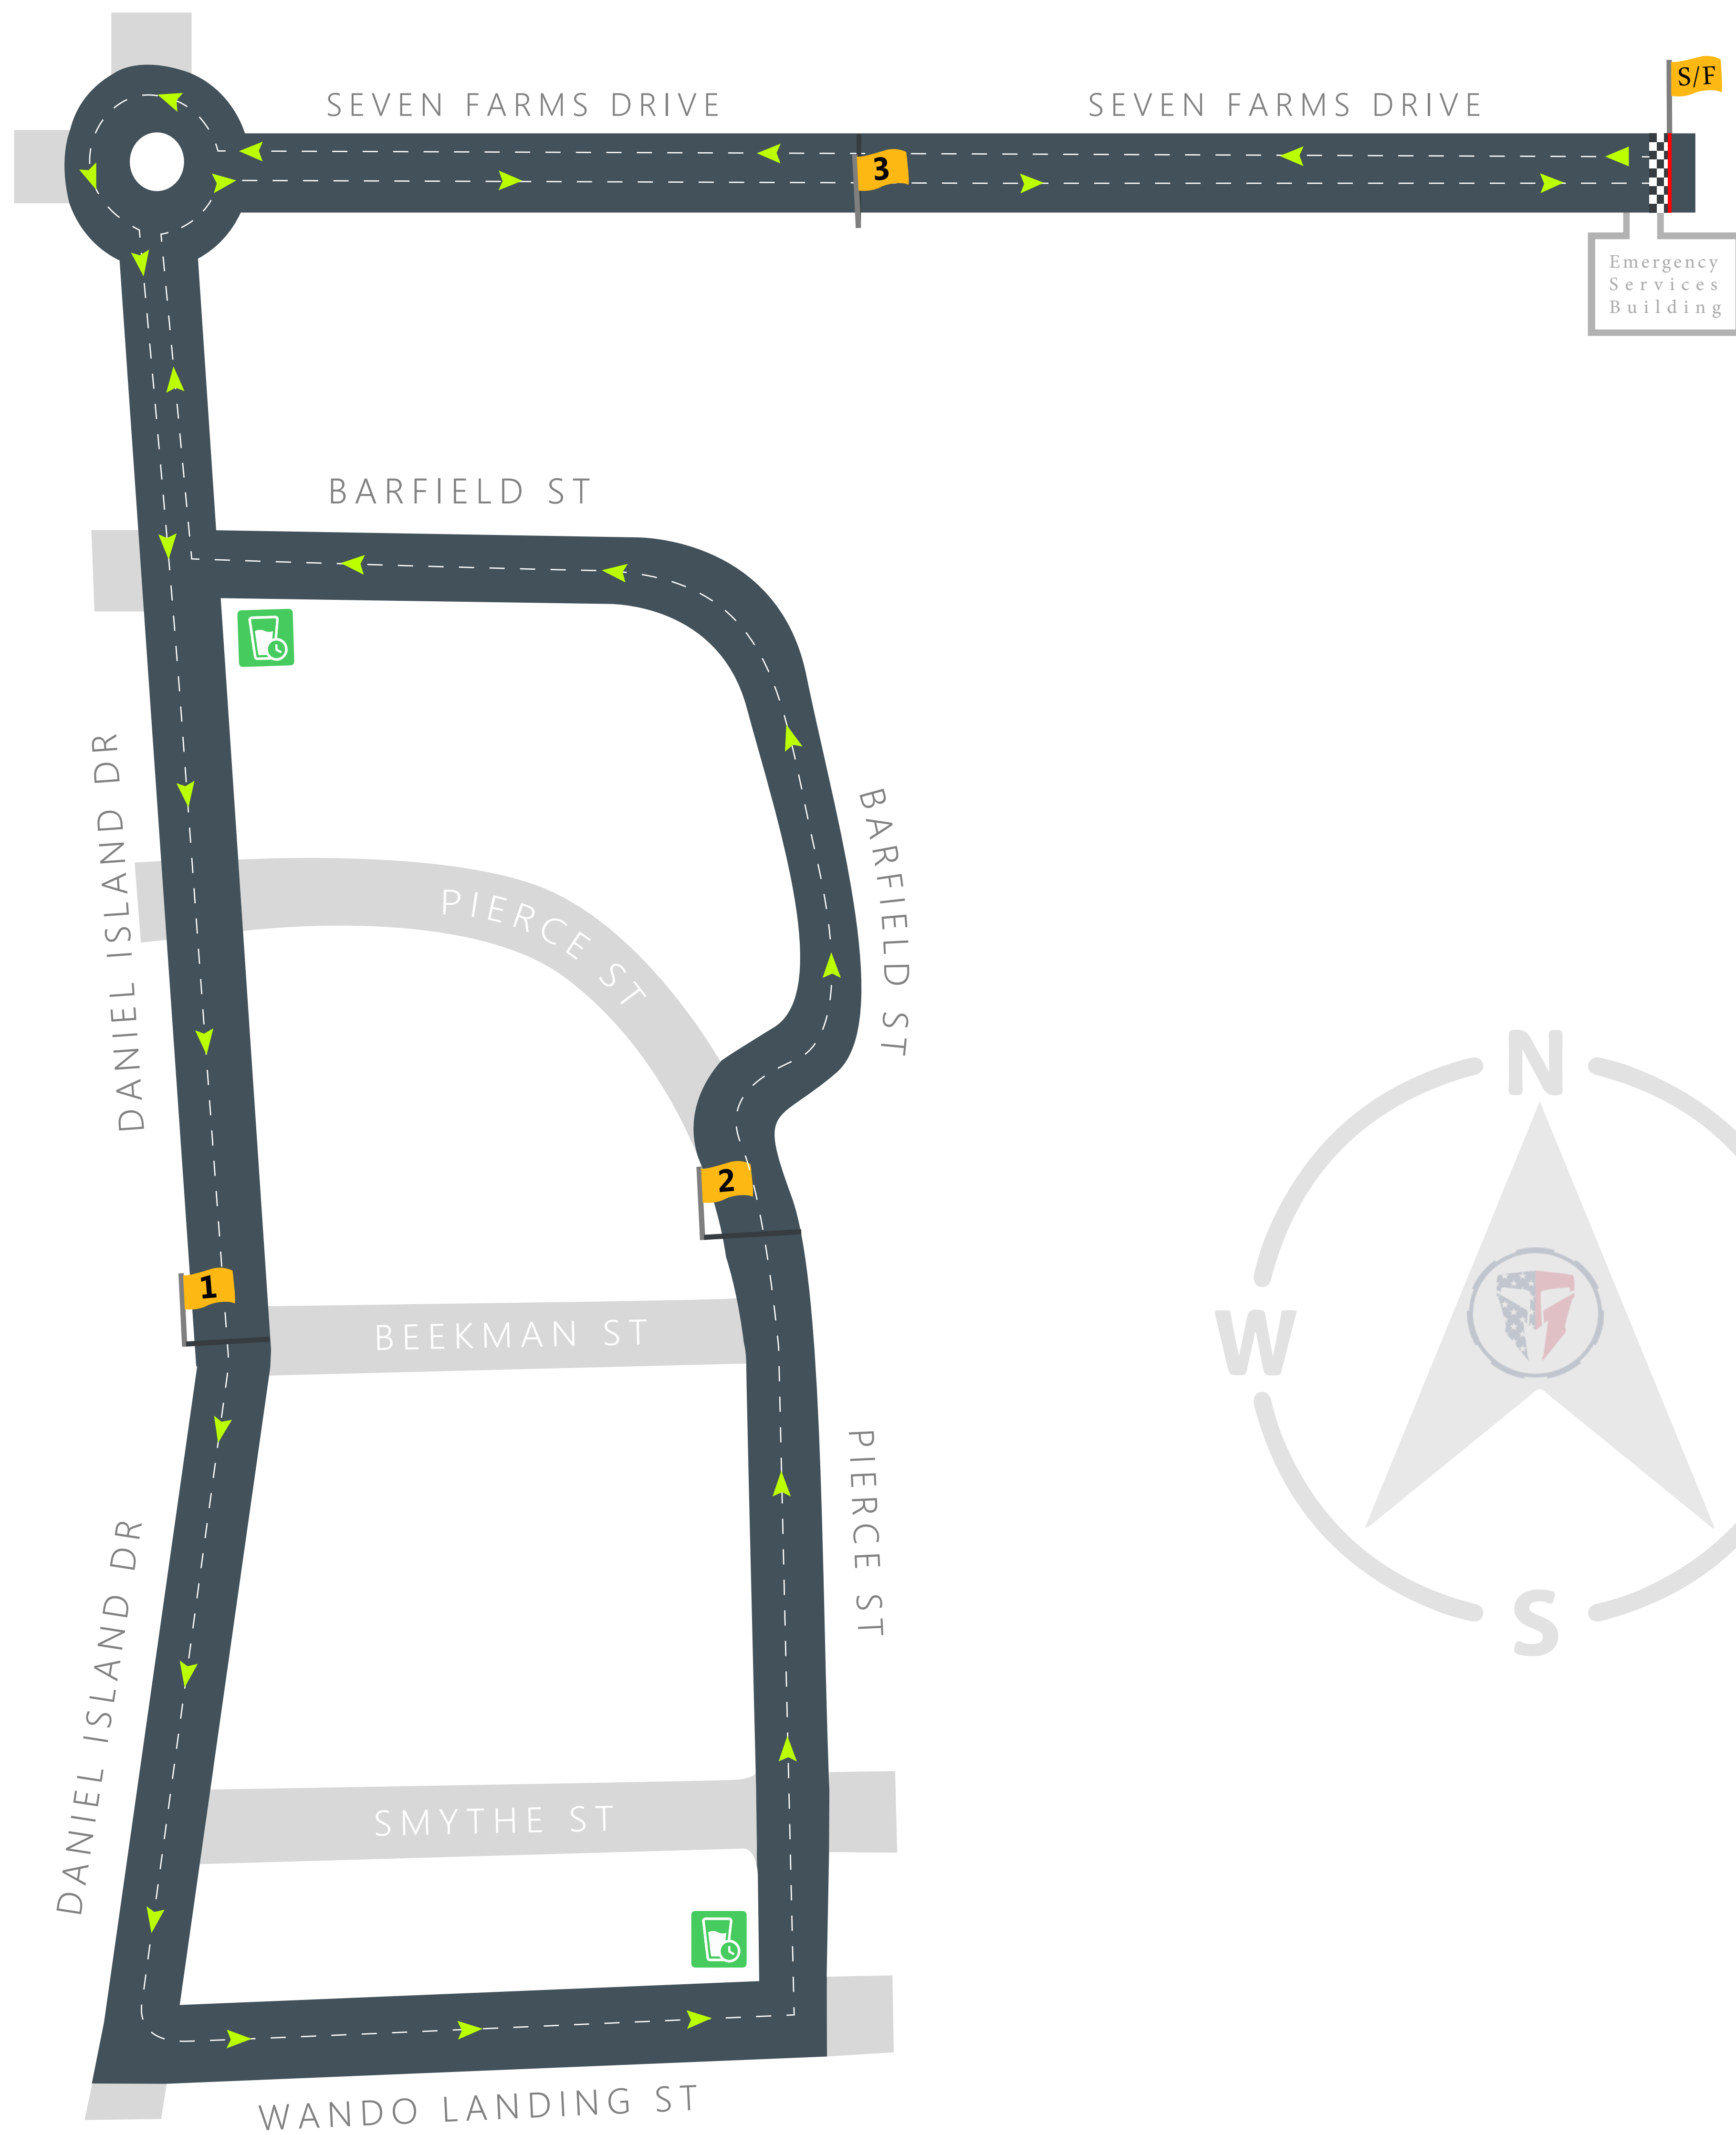 S/F
SEVEN FARMS DRIVE
SEVEN FARMS DRIVE
3
Emergency
Services
Building
BARFIELD ST
DANIEL ISLAND DR
BARFIELD ST
PIERCE ST
N
2
1
W
BEEKMAN ST
PIERCE ST
DANIEL ISLAND DR
S
SMYTHE ST
WANDO LANDING ST